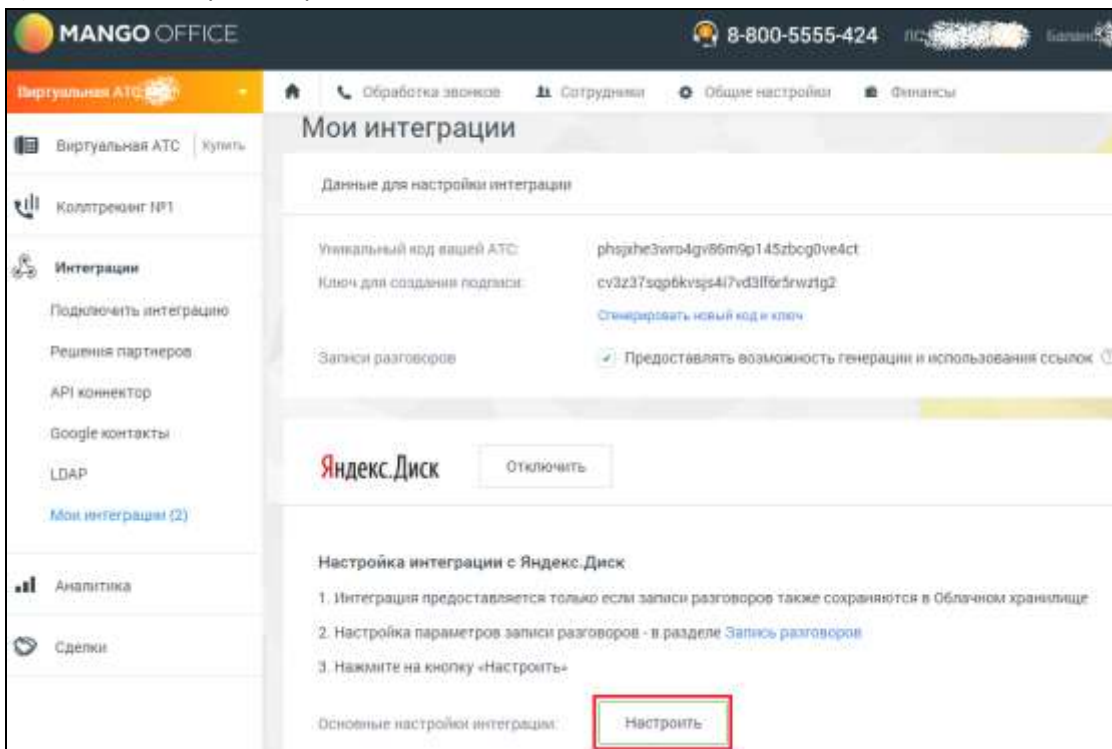 MANGO OFFICE
8-800-5555-424
Виртуальная АТС
Обработка звонков Сотрудники Общие настройки Финансы
Виртуальная АТС Купить
Коллтрекинг №1
Интеграции
Подключить интеграцию
Решения партнеров
API коннектор
Google контакты
LDAP
Мои интеграции (2)
Аналитика
Сделки
Мои интеграции
Данные для настройки интеграции
Уникальный код вашей АТС:
Ключ для создания подписи:
Сгенерировать новый код и ключ
Записи разговоров Предоставлять возможность генерации и использования ссылок
Яндекс.Диск Отключить
Настройка интеграции с Яндекс.Диск
1. Интеграция предоставляется только если записи разговоров также сохраняются в Облачном хранилище
2. Настройка параметров записи разговоров - в разделе Запись разговоров
3. Нажмите на кнопку «Настроить»
Основные настройки интеграции: Настроить